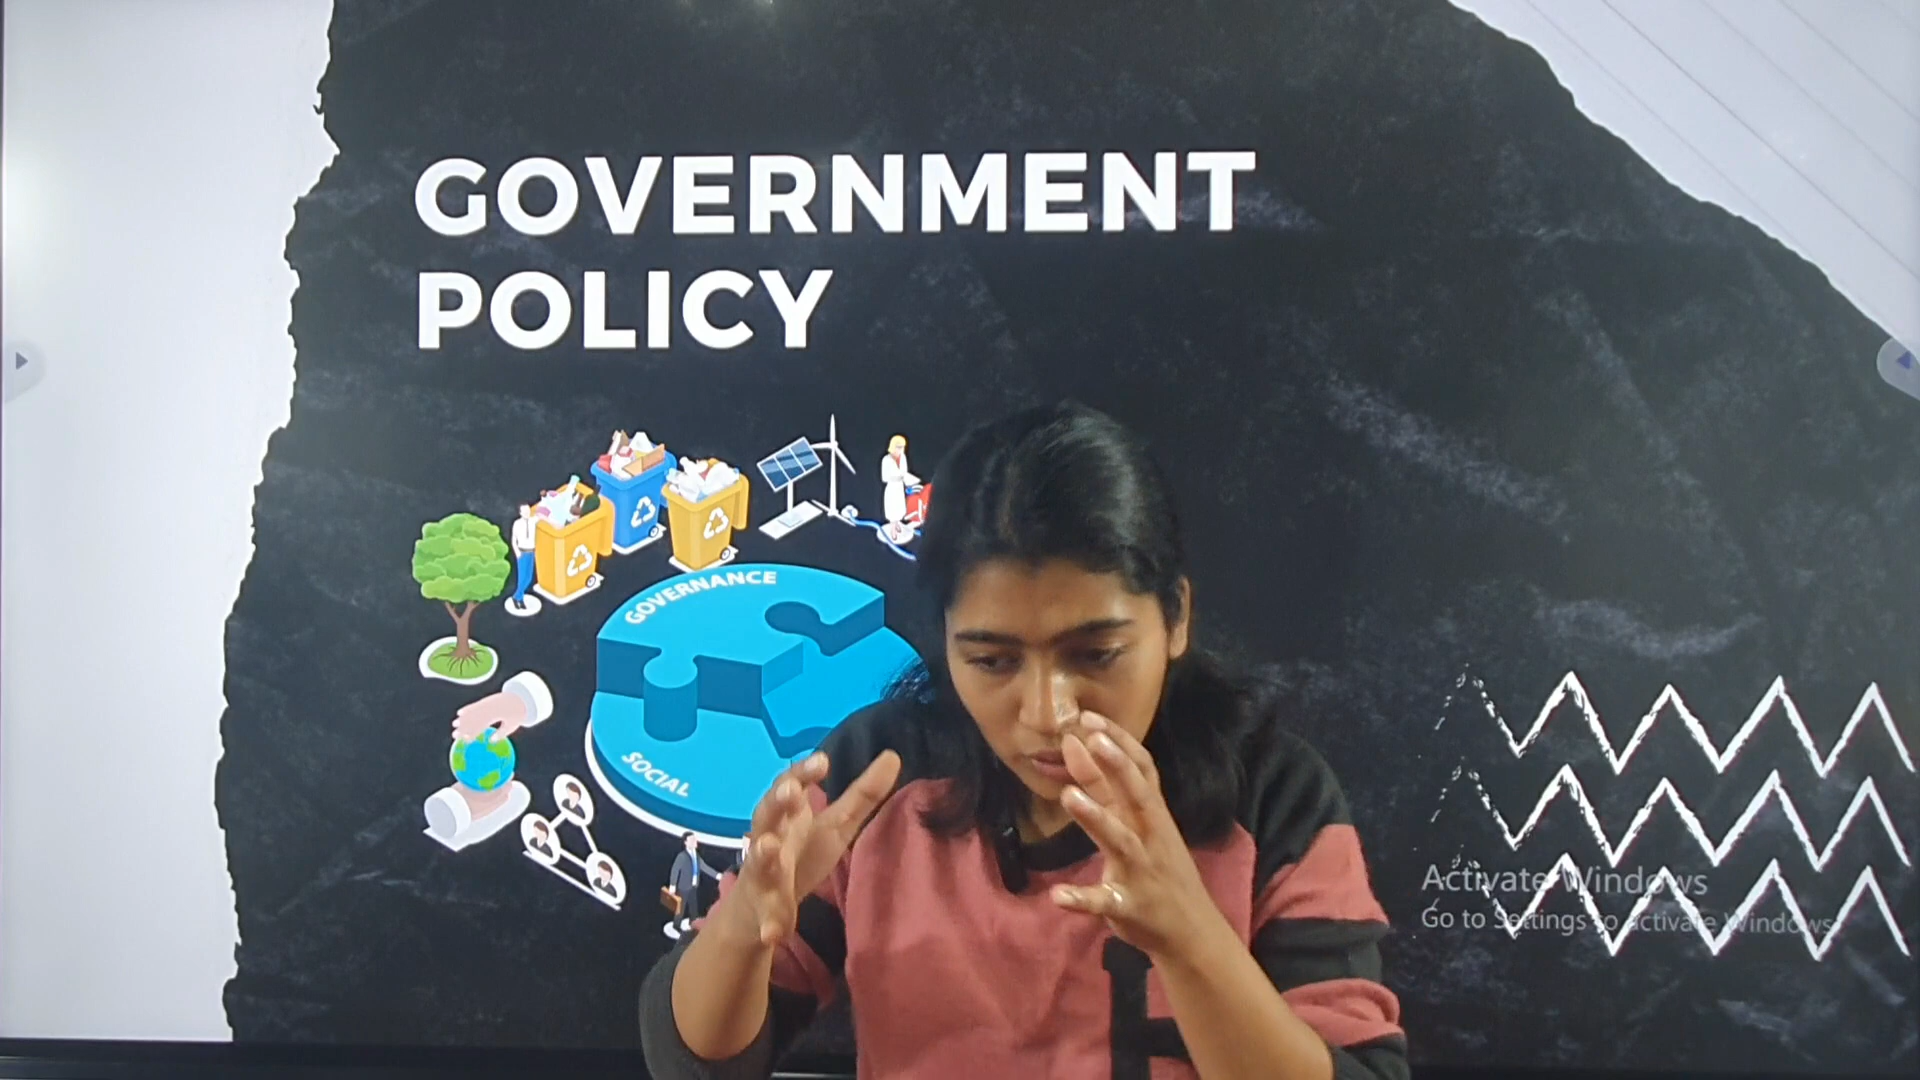 GOVERNMENT
POLICY
GOVERNANCE
SOCIAL
Activate Windows
Go to Settings to activate Windows.